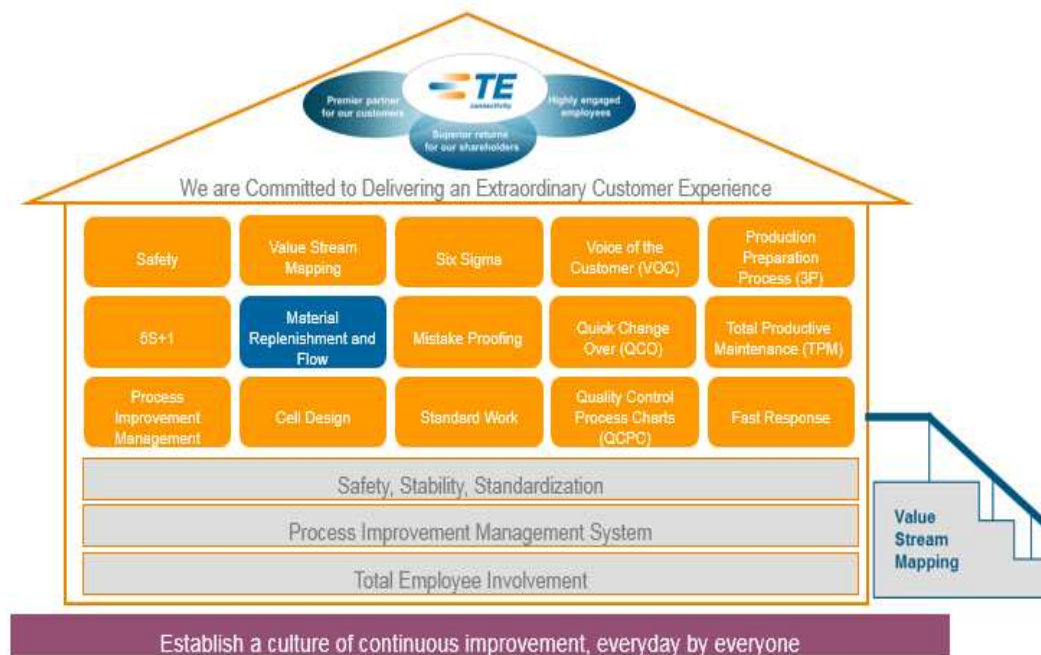 TE
connectivity
Premier partner
for our customers
Highly engaged
employees
Superior returns
for our shareholders
We are Committed to Delivering an Extraordinary Customer Experience
Safety
Value Stream
Mapping
Six Sigma
Voice of the
Customer (VOC)
Production
Preparation
Process (3P)
5S+1
Material
Replenishment and
Flow
Mistake Proofing
Quick Change
Over (QCO)
Total Productive
Maintenance (TPM)
Process
Improvement
Management
Cell Design
Standard Work
Quality Control
Process Charts
(QCPC)
Fast Response
Safety, Stability, Standardization
Process Improvement Management System
Total Employee Involvement
Value
Stream
Mapping
Establish a culture of continuous improvement, everyday by everyone